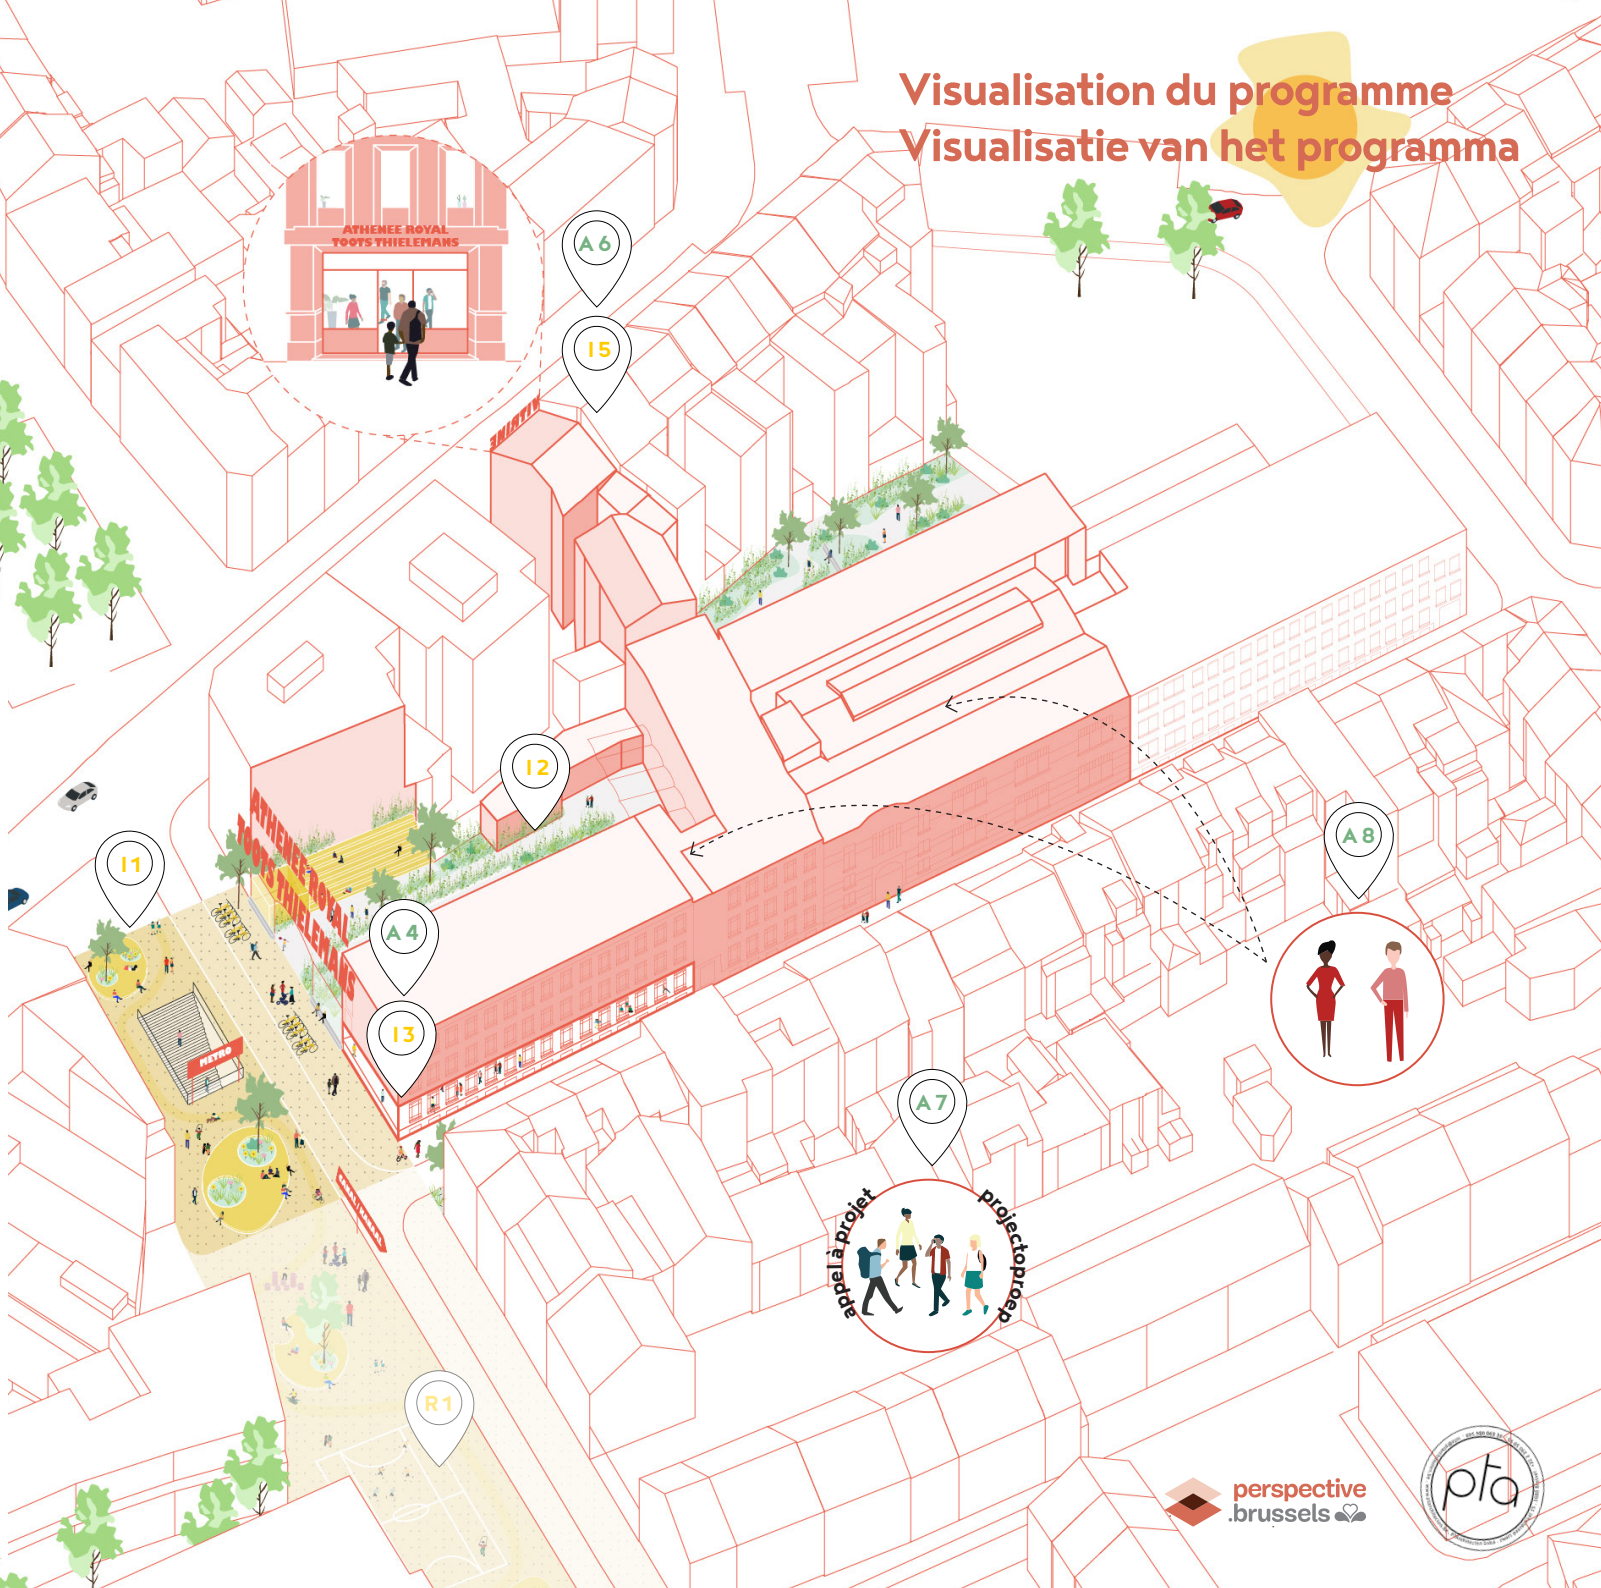 Visualisation du programme
Visualisatie van het programma
ATHENEE ROYAL
TOOTS THIELEMANS
A6
I5
VITRINE
I2
I1
ATHENEE ROYAL
TOOTS THIELEMANS
A4
I3
METRO
A8
A7
appel à projet
projectoproep
R1
perspective
.brussels
pta